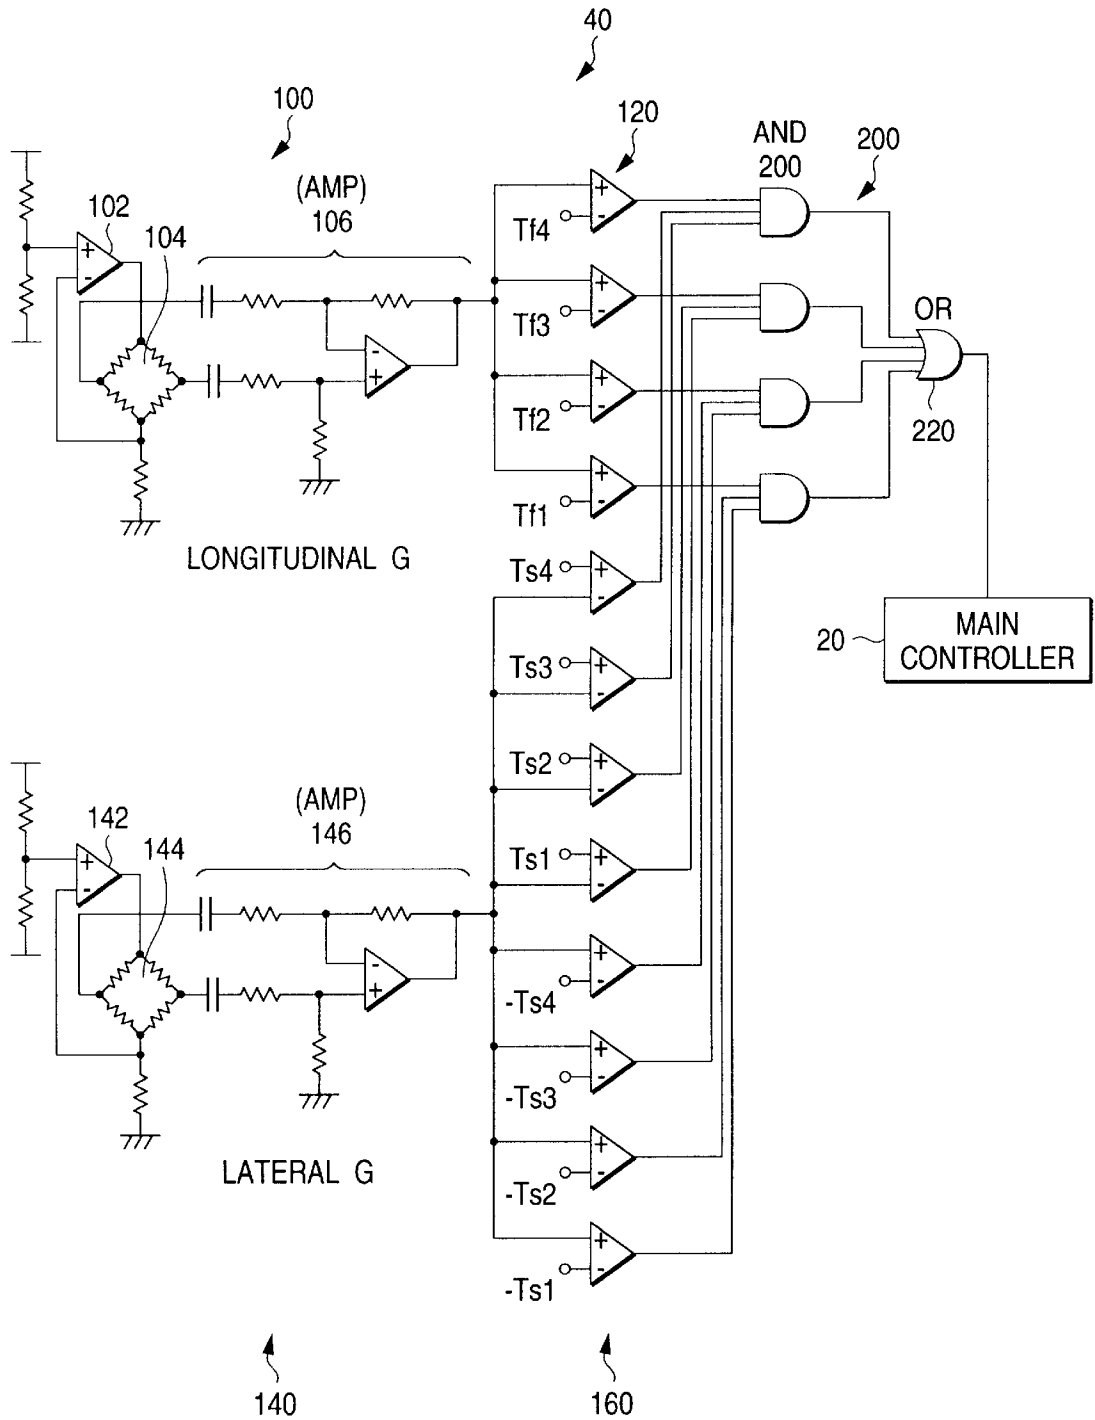 40
100
120
AND
200
200
(AMP)
106
102
104
+
-
-
+
+
-
Tf4
+
-
Tf3
+
-
Tf2
+
-
Tf1
OR
220
LONGITUDINAL G
Ts4
+
-
Ts3
+
-
Ts2
+
-
Ts1
+
-
20
MAIN
CONTROLLER
(AMP)
146
142
144
+
-
-
+
+
-
-Ts4
+
-
-Ts3
+
-
-Ts2
+
-
-Ts1
LATERAL G
140
160